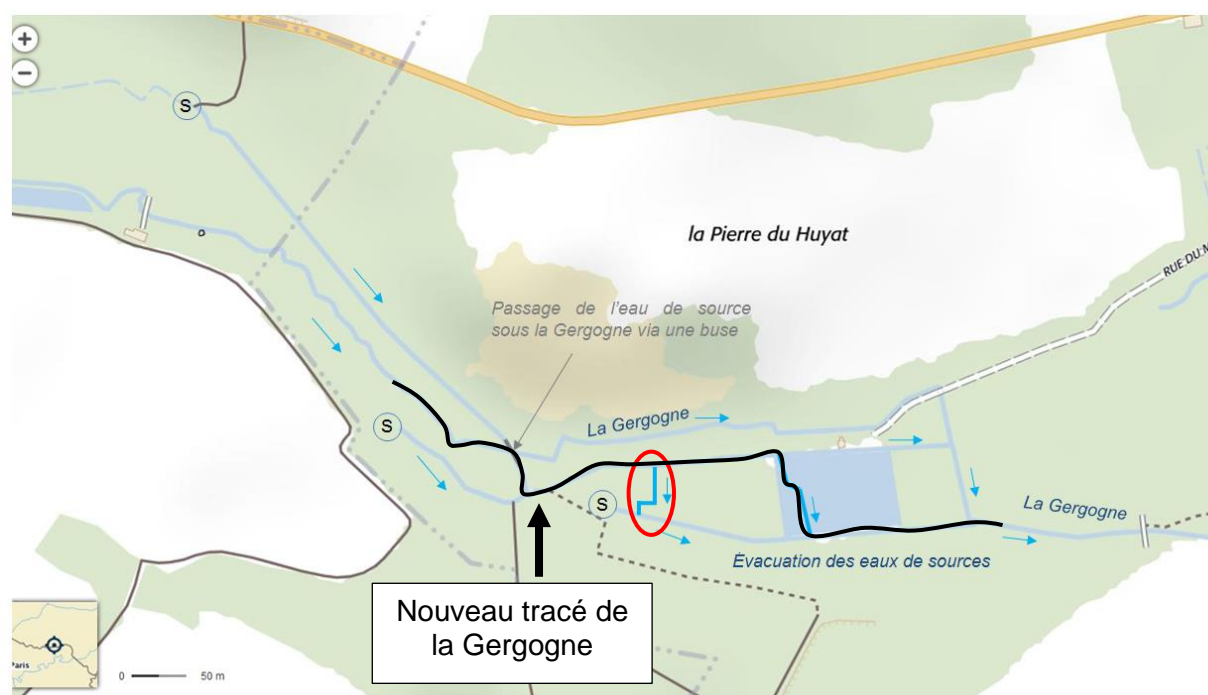 +
−
S
la Pierre du Huyat
RUE DU
Passage de l'eau de source
sous la Gergogne via une buse
La Gergogne
S
S
La Gergogne
Évacuation des eaux de sources
Nouveau tracé de
la Gergogne
Paris
0
50 m